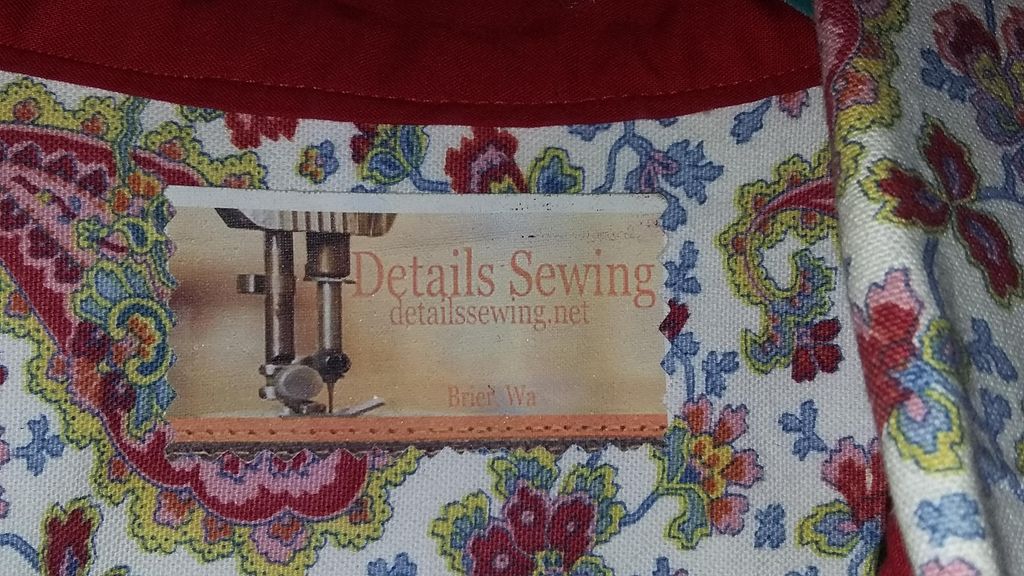 Details Sewing
detailssewing.net
Brier Wa